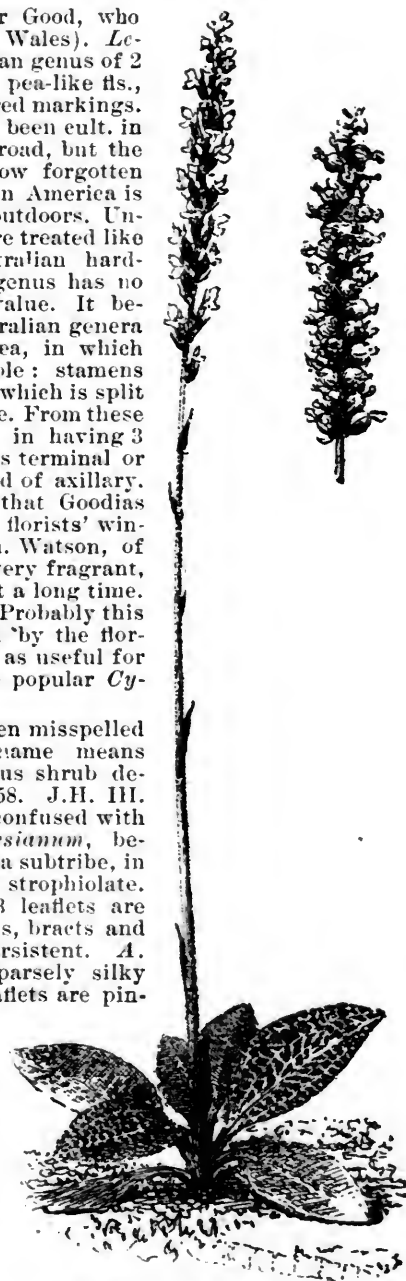 r Good, who
Wales). Le-
an genus of 2
pea-like fls.,
red markings.
been cult. in
road, but the
ow forgotten
n America is
outdoors. Un-
re treated like
tralian hard-
genus has no
value. It be-
ralian genera
ea, in which
ple: stamens
which is split
e. From these
in having 3
s terminal or
d of axillary.
that Goodias
florists' win-
. Watson, of
very fragrant,
t a long time.
Probably this
by the flor-
as useful for
popular Cy-
en misspelled
name means
us shrub de-
58. J.H. III.
confused with
sianum, be-
a subtribe, in
strophiolate.
3 leaflets are
s, bracts and
rsistent. A.
parsely silky
aflets are pin-